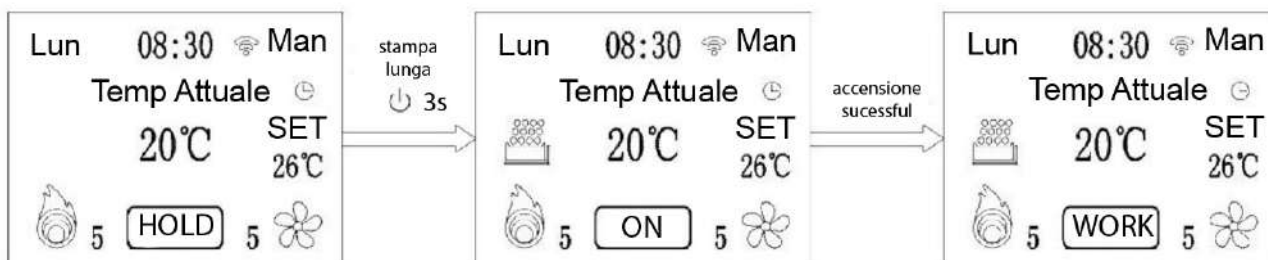 Lun 08:30 Man
Temp Attuale
20℃
SET
26℃
5 HOLD 5
stampa
lunga
3s
Lun 08:30 Man
Temp Attuale
20℃
SET
26℃
5 ON 5
accensione
sucessful
Lun 08:30 Man
Temp Attuale
20℃
SET
26℃
5 WORK 5